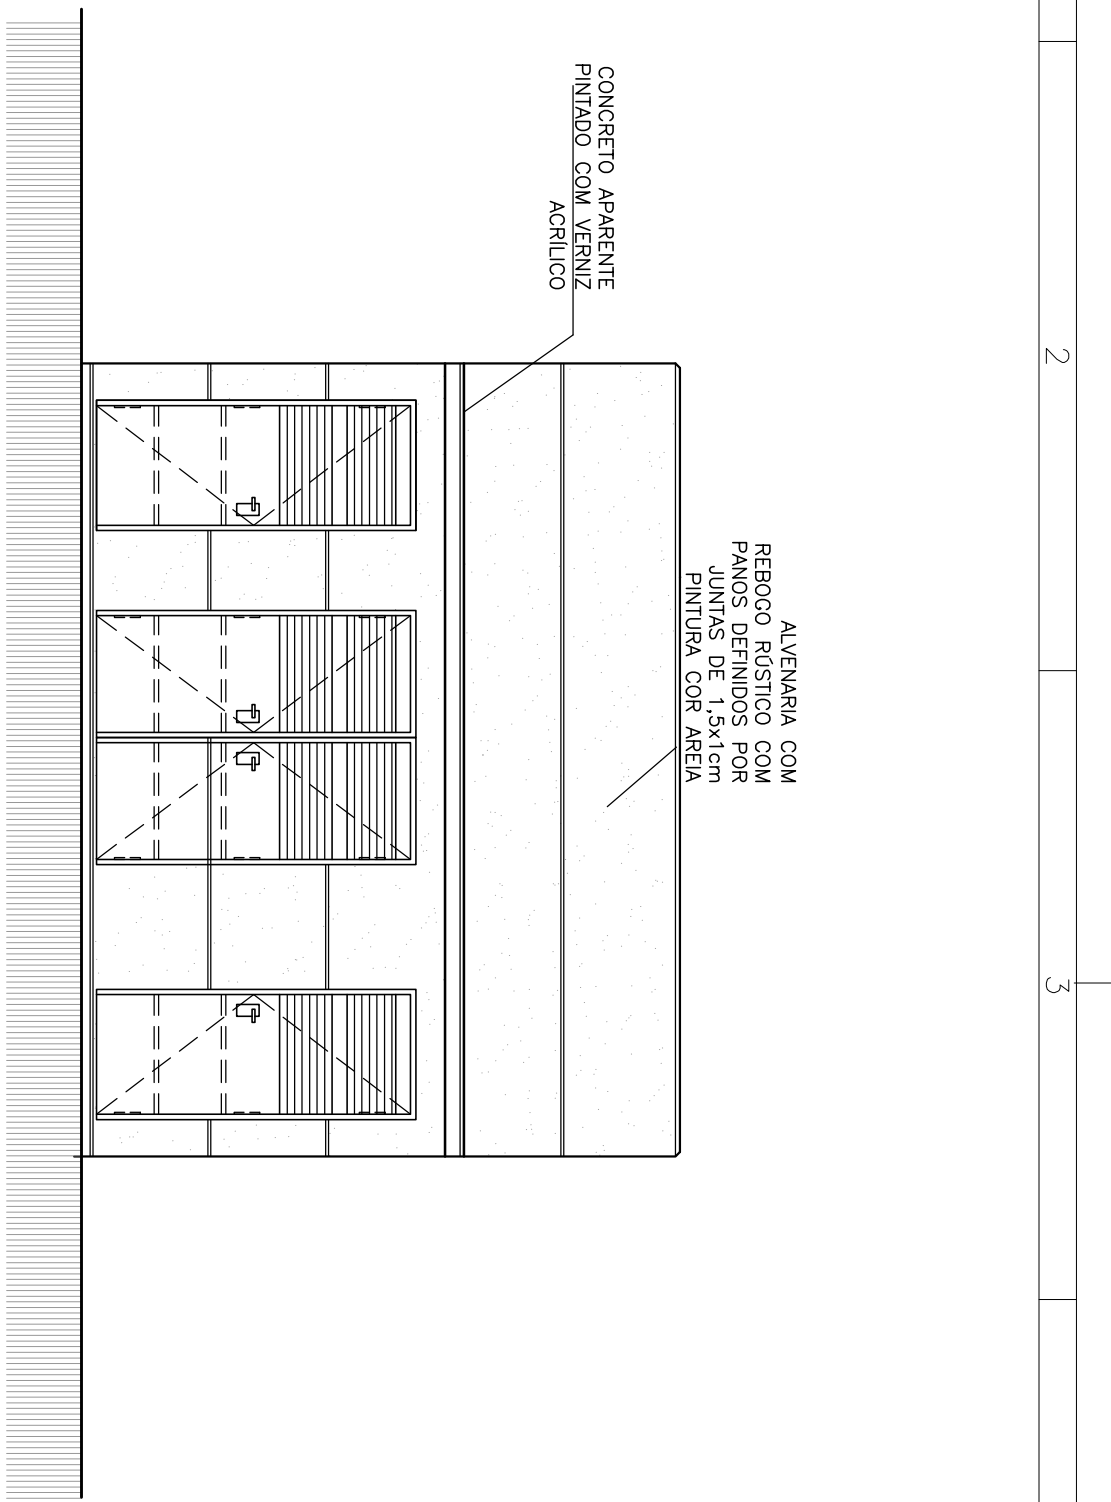 2
3
CONCRETO APARENTE
PINTADO COM VERNIZ
ACRÍLICO
ALVENARIA COM
REBOCO RÚSTICO COM
PANOS DEFINIDOS POR
JUNTAS DE 1,5x1cm
PINTURA COR AREIA